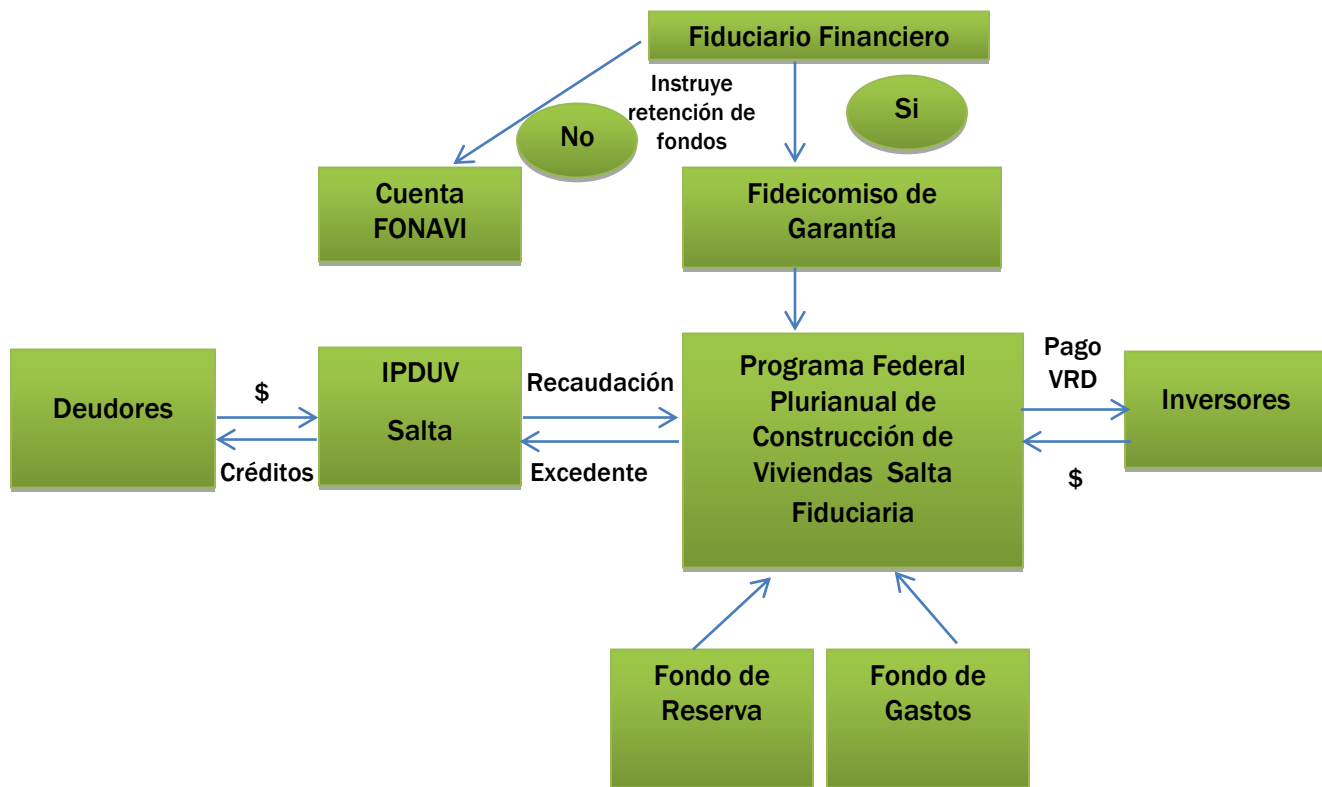 Fiduciario Financiero
Instruye
retención de
fondos
Si
No
Cuenta
FONAVI
Fideicomiso de
Garantía
Deudores
$
Créditos
IPDUV
Salta
Recaudación
Excedente
Programa Federal
Plurianual de
Construcción de
Viviendas Salta
Fiduciaria
Pago
VRD
$
Inversores
Fondo de
Reserva
Fondo de
Gastos